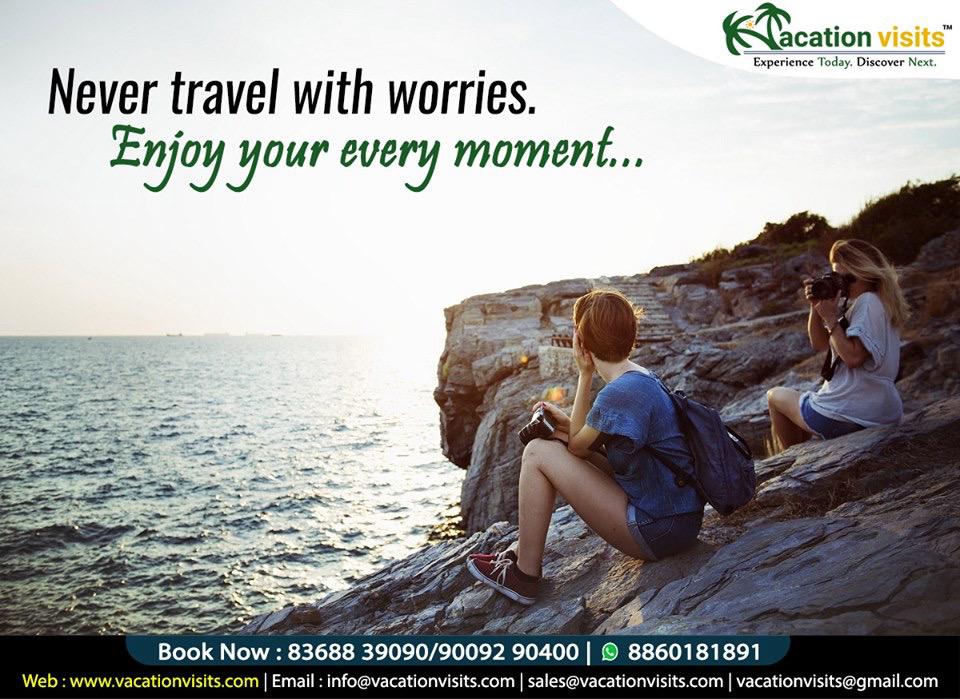 Vacation visits™
Experience Today. Discover Next.
Never travel with worries.
Enjoy your every moment...
Book Now : 83688 39090/90092 90400 | 8860181891
Web : www.vacationvisits.com | Email : info@vacationvisits.com | sales@vacationvisits.com | vacationvisits@gmail.com